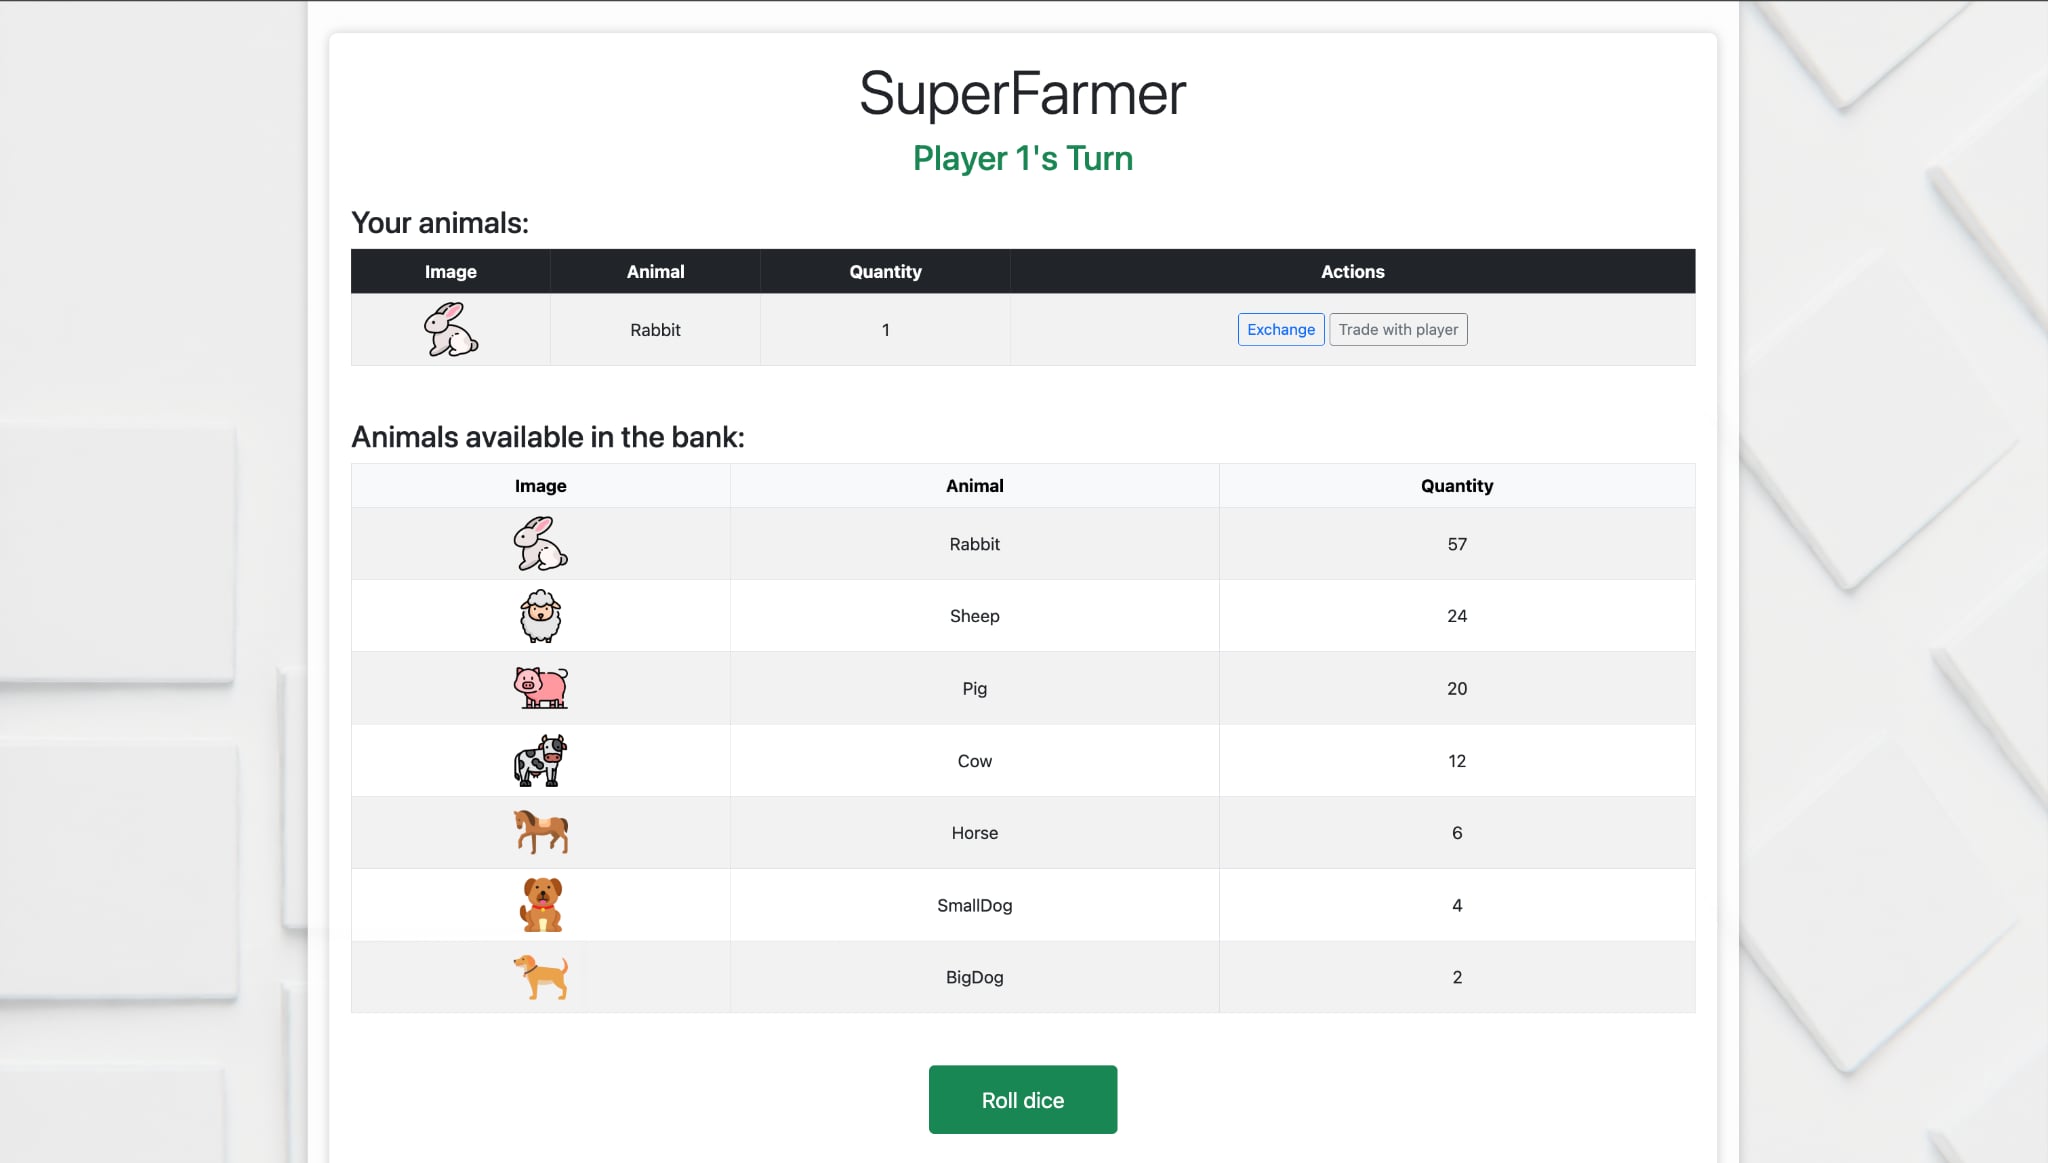 SuperFarmer
Player 1's Turn
Your animals:
Image Animal Quantity Actions
Rabbit 1 Exchange Trade with player
Animals available in the bank:
Image Animal Quantity
Rabbit 57
Sheep 24
Pig 20
Cow 12
Horse 6
SmallDog 4
BigDog 2
Roll dice